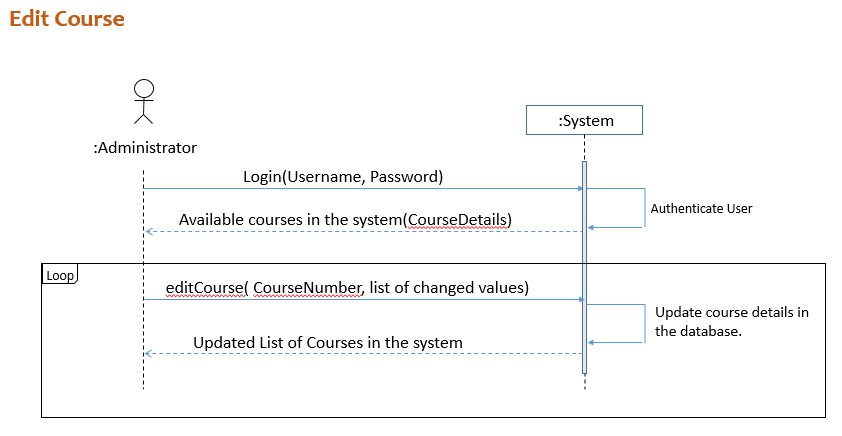 Edit Course
:System
:Administrator
Login(Username, Password)
Authenticate User
Available courses in the system(CourseDetails)
Loop
editCourse( CourseNumber, list of changed values)
Update course details in
the database.
Updated List of Courses in the system